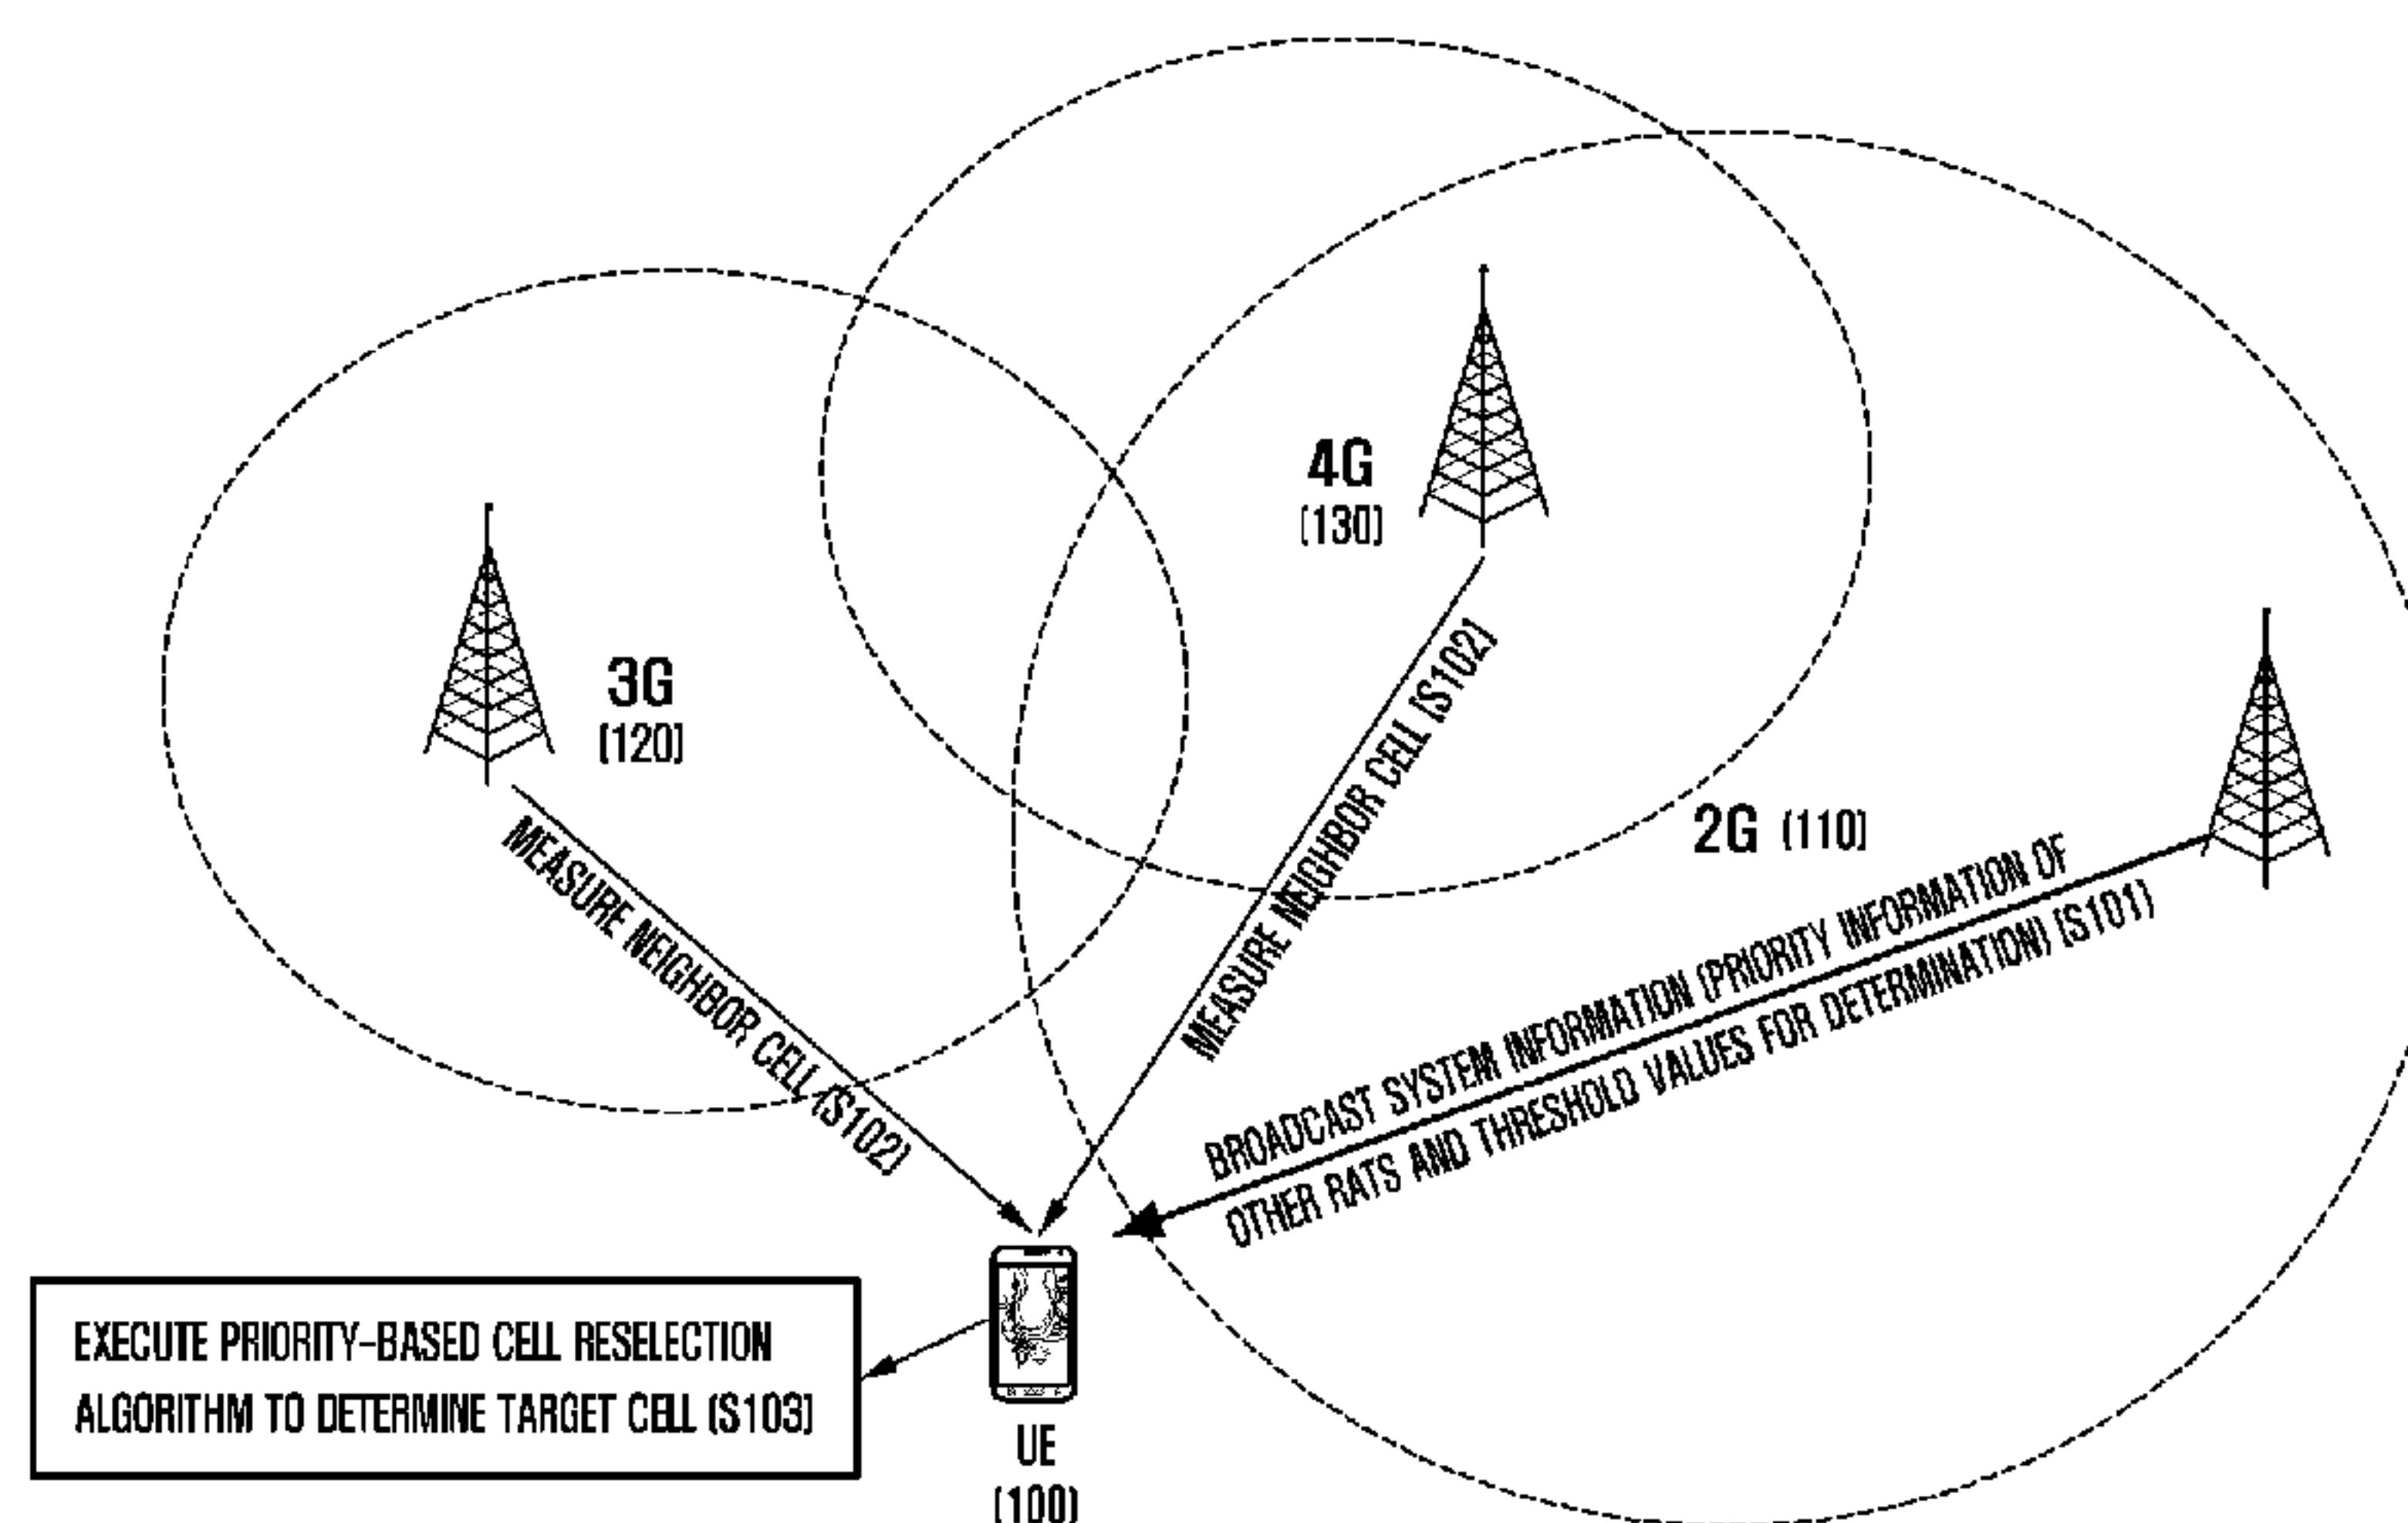 4G
(130)
3G
(120)
2G (110)
MEASURE NEIGHBOR CELL (S102)
MEASURE NEIGHBOR CELL (S102)
BROADCAST SYSTEM INFORMATION (PRIORITY INFORMATION OF
OTHER RATS AND THRESHOLD VALUES FOR DETERMINATION) (S101)
EXECUTE PRIORITY-BASED CELL RESELECTION
ALGORITHM TO DETERMINE TARGET CELL (S103)
UE
(100)